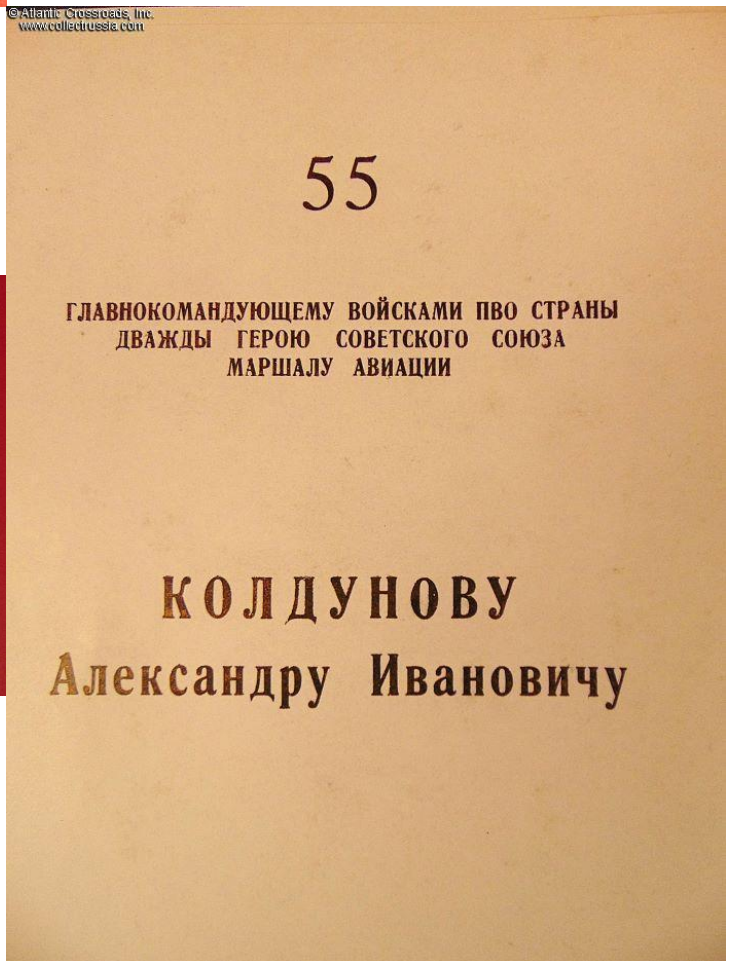 ©Atlantic Crossroads, Inc.
www.collectrussia.com
55
ГЛАВНОКОМАНДУЮЩЕМУ ВОЙСКАМИ ПВО СТРАНЫ
ДВАЖДЫ ГЕРОЮ СОВЕТСКОГО СОЮЗА
МАРШАЛУ АВИАЦИИ
КОЛДУНОВУ
Александру Ивановичу